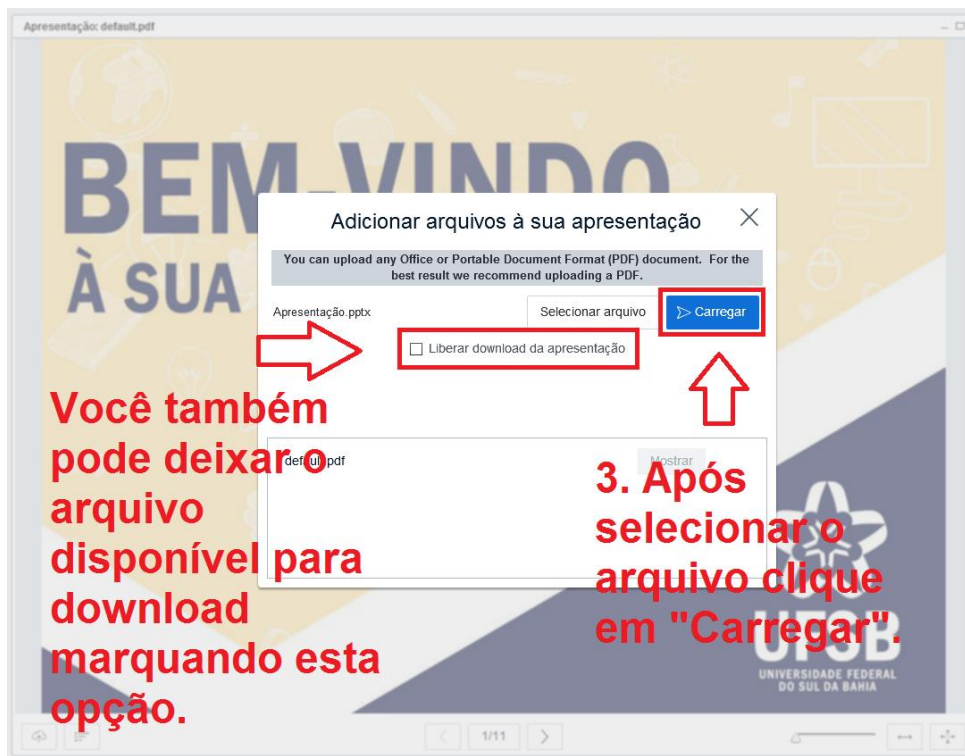 Apresentação: default.pdf
BEM-VINDO
À SUA
Adicionar arquivos à sua apresentação
You can upload any Office or Portable Document Format (PDF) document. For the
best result we recommend uploading a PDF.
Apresentação.pptx
Selecionar arquivo
Carregar
Liberar download da apresentação
Você também
pode deixar o
arquivo
disponível para
download
marquando esta
opção.
default.pdf
Mostrar
3. Após
selecionar o
arquivo clique
em "Carregar".
UFSB
UNIVERSIDADE FEDERAL
DO SUL DA BAHIA
1/11